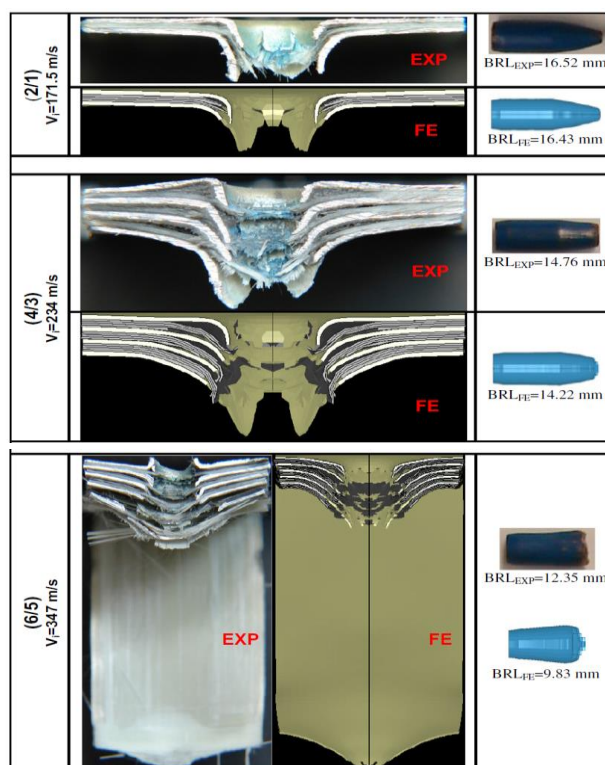 (2/1)
Vi=171.5 m/s
EXP
BRLEXP=16.52 mm
FE
BRLFE=16.43 mm
(4/3)
Vi=234 m/s
EXP
BRLEXP=14.76 mm
FE
BRLFE=14.22 mm
(6/5)
Vi=347 m/s
EXP
FE
BRLEXP=12.35 mm
BRLFE=9.83 mm